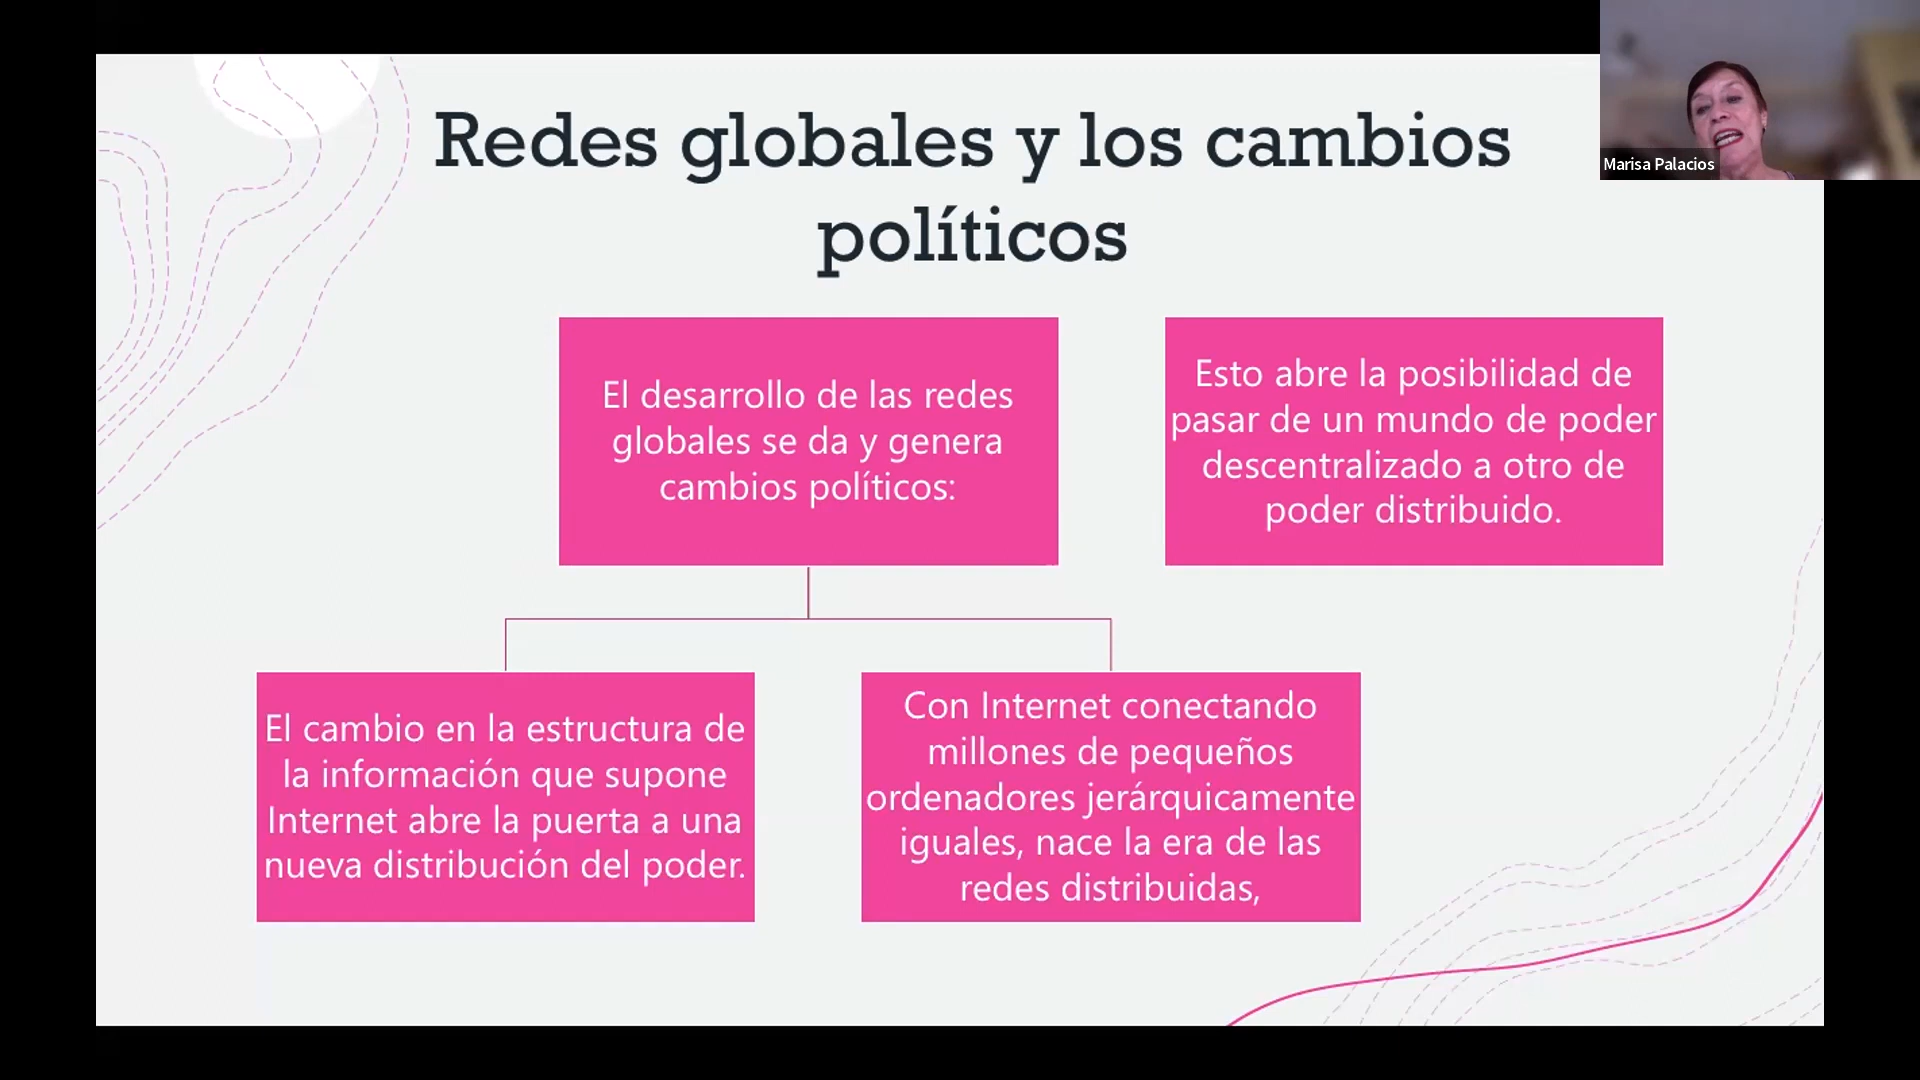 Redes globales y los cambios
políticos
Marisa Palacios
El desarrollo de las redes
globales se da y genera
cambios políticos:
Esto abre la posibilidad de
pasar de un mundo de poder
descentralizado a otro de
poder distribuido.
El cambio en la estructura de
la información que supone
Internet abre la puerta a una
nueva distribución del poder.
Con Internet conectando
millones de pequeños
ordenadores jerárquicamente
iguales, nace la era de las
redes distribuidas,